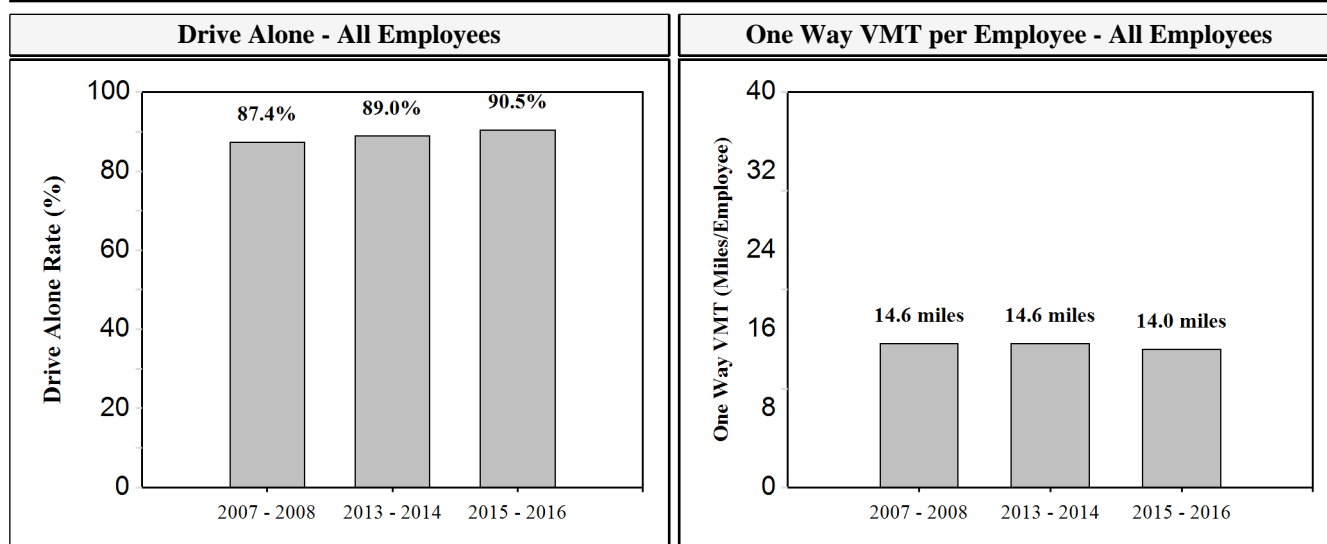 Drive Alone - All Employees
Drive Alone Rate (%)
100
80
60
40
20
0
87.4%
89.0%
90.5%
2007 - 2008
2013 - 2014
2015 - 2016
One Way VMT per Employee - All Employees
One Way VMT (Miles/Employee)
40
32
24
16
8
0
14.6 miles
14.6 miles
14.0 miles
2007 - 2008
2013 - 2014
2015 - 2016